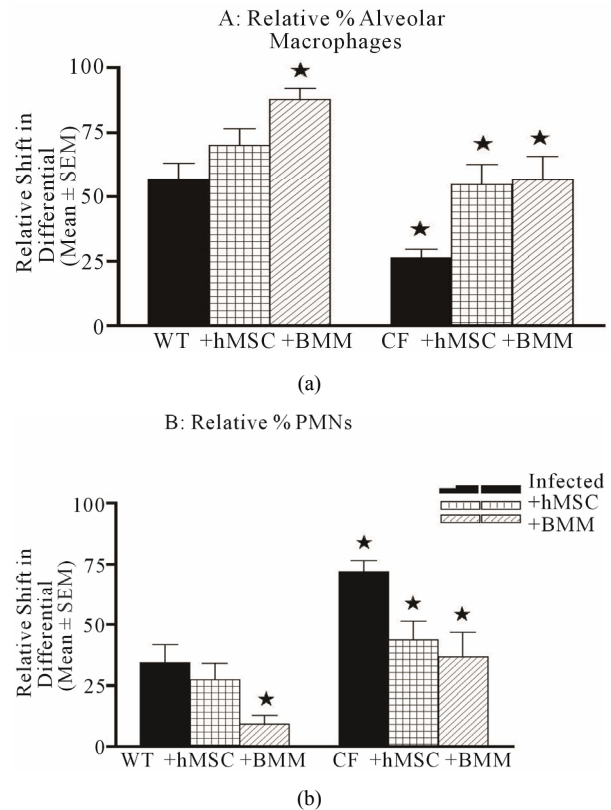 A: Relative % Alveolar
Macrophages
Relative Shift in
Differential
(Mean ± SEM)
100
75
50
25
0
★
★
★
★
WT +hMSC +BMM CF +hMSC +BMM
(a)
B: Relative % PMNs
Relative Shift in
Differential
(Mean ± SEM)
100
75
50
25
0
Infected
+hMSC
+BMM
★
★
★
★
WT +hMSC +BMM CF +hMSC +BMM
(b)